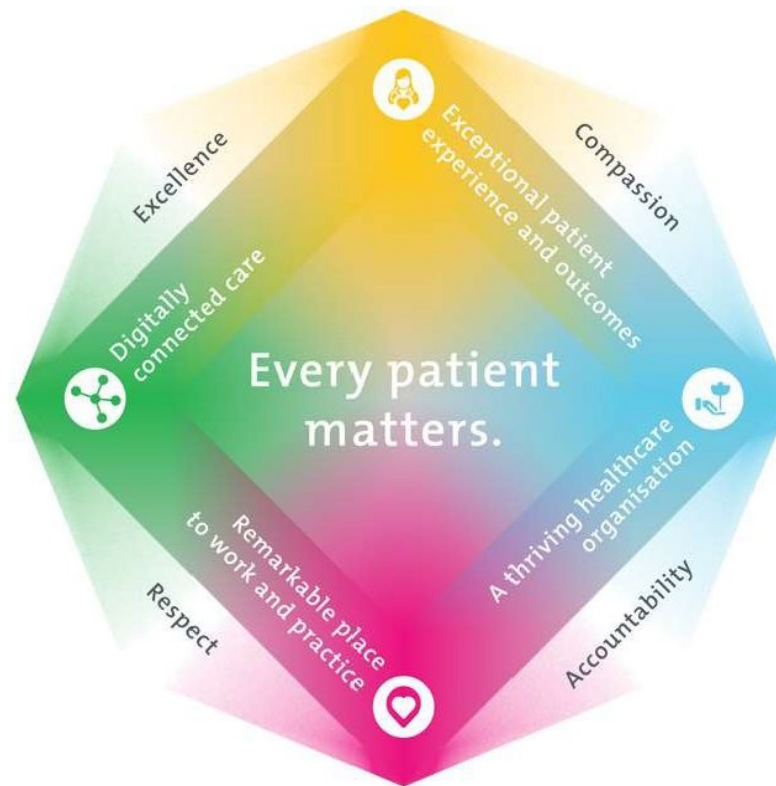 Excellence
Compassion
Exceptional patient
experience and outcomes
Digitally
connected care
Every patient
matters.
Remarkable place
to work and practice
A thriving healthcare
organisation
Respect
Accountability